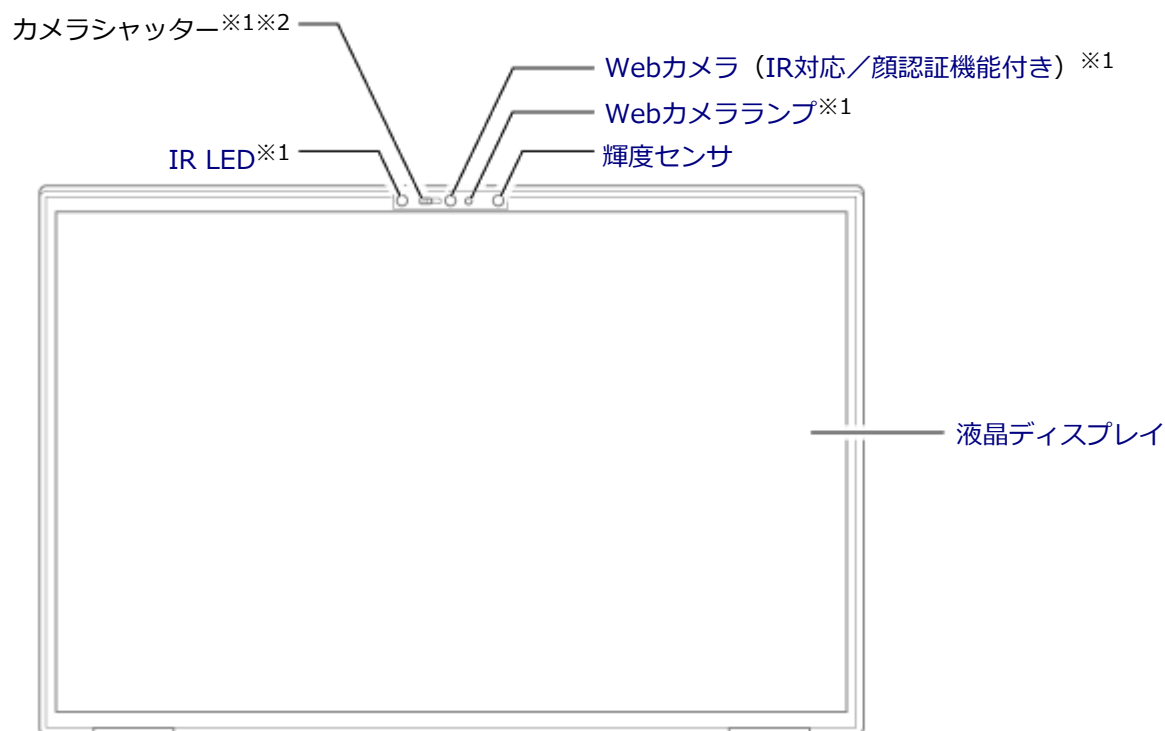 カメラシャッター※1※2
Webカメラ（IR対応／顔認証機能付き）※1
Webカメラランプ※1
IR LED※1
輝度センサ
液晶ディスプレイ